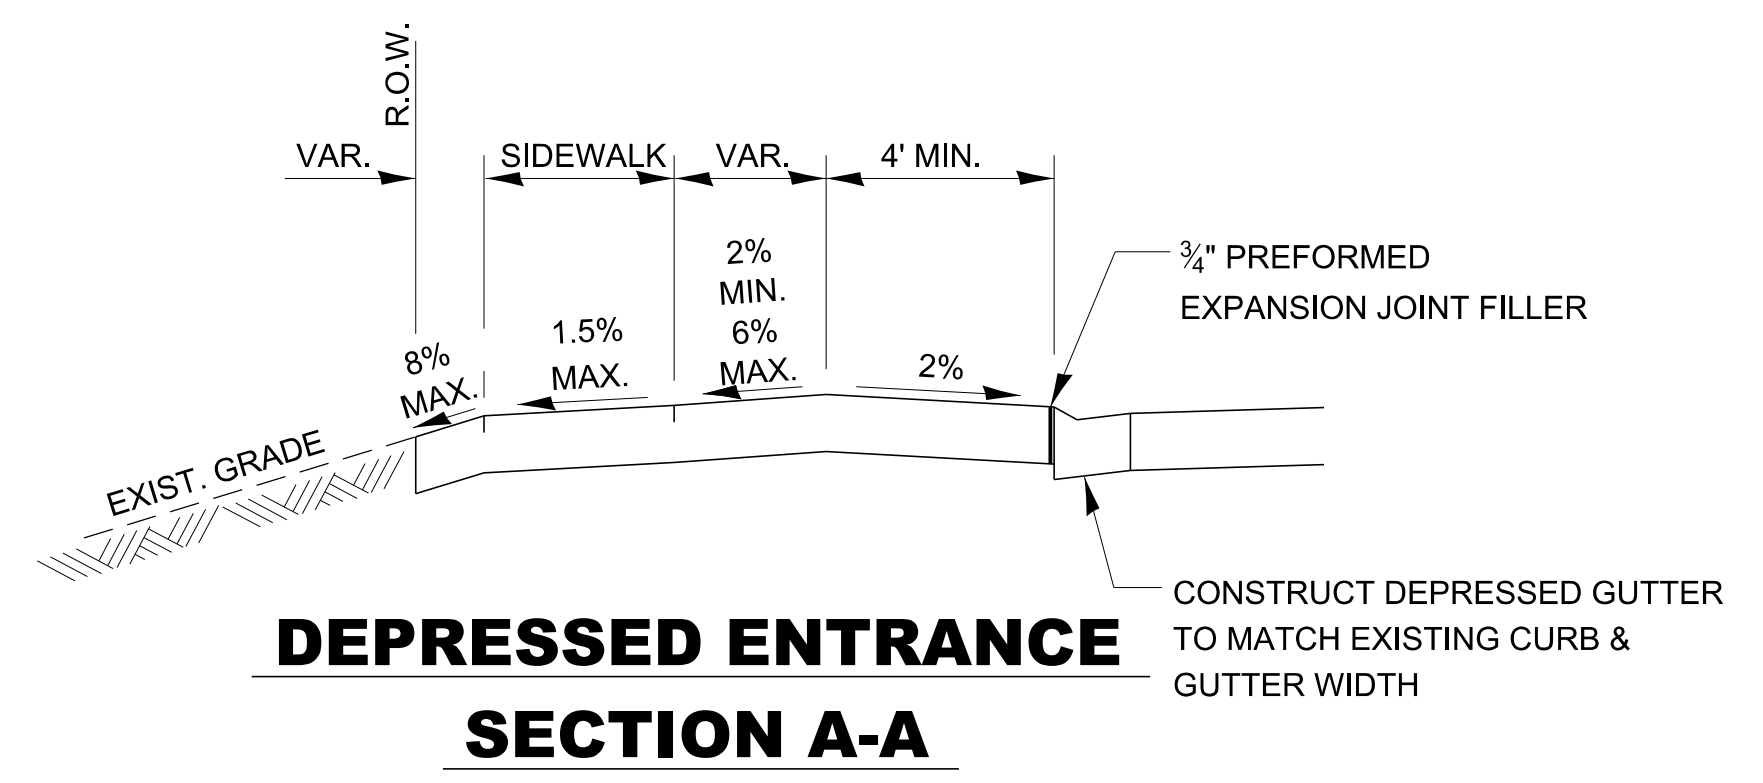 R.O.W.
VAR.
SIDEWALK
VAR.
4' MIN.
2%
MIN.
6%
MAX.
1.5%
MAX.
8%
MAX.
2%
¾" PREFORMED
EXPANSION JOINT FILLER
EXIST. GRADE
CONSTRUCT DEPRESSED GUTTER
TO MATCH EXISTING CURB &
GUTTER WIDTH
DEPRESSED ENTRANCE
SECTION A-A